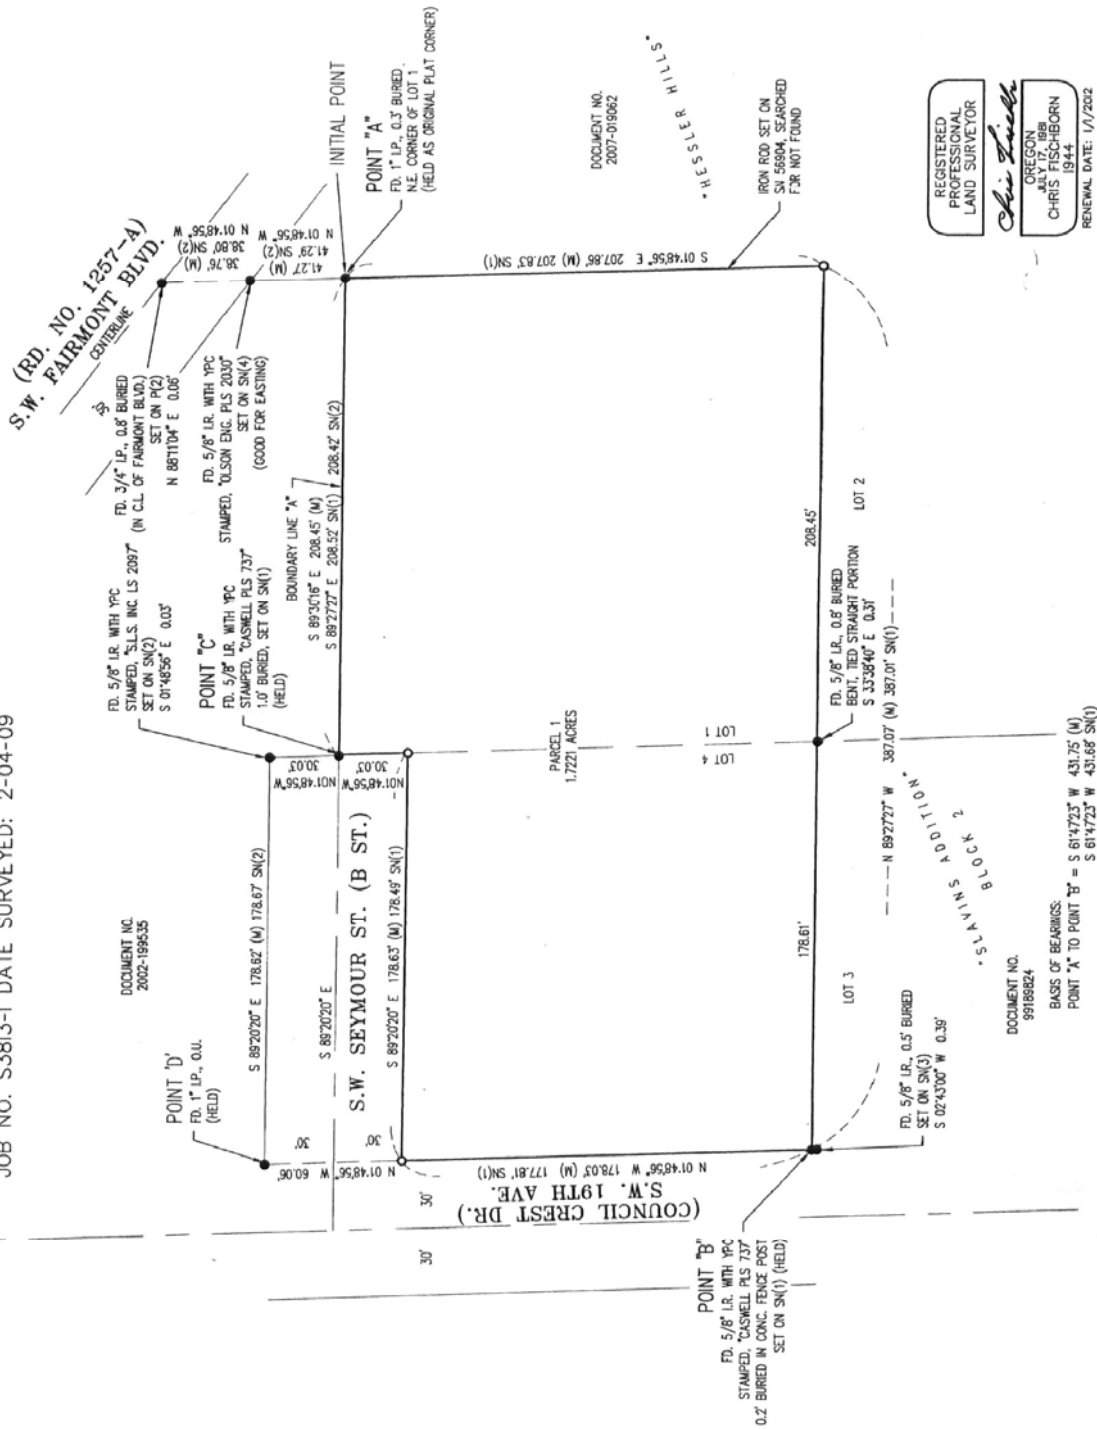 JOB NO. S3813-1 DATE SURVEYED: 2-04-09
(RD. NO. 1257-A)
S.W. FAIRMONT BLVD.
CENTERLINE
30'
FD. 3/4" I.P., 0.8' BURIED
(IN C.L. OF FAIRMONT BLVD.)
SET ON P(2)
N 88°11'04" E 0.06'
FD. 5/8" I.R. WITH YPC
STAMPED, "OLSON ENG. PLS 2030"
SET ON SN(4)
(GOOD FOR EASTING)
N 01°48'56" W
38.80' SN(2)
38.76' (M)
N 01°48'56" W
41.29' SN(2)
41.27' (M)
INITIAL POINT
POINT "A"
FD. 1" I.P., 0.3' BURIED
N.E. CORNER OF LOT 1
(HELD AS ORIGINAL PLAT CORNER)
FD. 5/8" I.R. WITH YPC
STAMPED, "S.L.S. INC. LS 2097"
SET ON SN(2)
S 01°48'56" E 0.03'
POINT "C"
FD. 5/8" I.R. WITH YPC
STAMPED, "CASWELL PLS 737"
1.0' BURIED, SET ON SN(1)
(HELD)
BOUNDARY LINE "A"
S 89°30'16" E 208.45' (M)
S 89°27'27" E 208.52' SN(1)
208.42' SN(2)
DOCUMENT NO.
2007-019062
"HESSLER HILLS"
IRON ROD SET ON
SN 56904, SEARCHED
FOR NOT FOUND
S 01°48'56" E 207.86' (M) 207.83' SN(1)
DOCUMENT NO.
2002-199535
POINT "D"
FD. 1" I.P., O.U.
(HELD)
S 89°20'20" E 178.62' (M) 178.67' SN(2)
N01°48'56"W
30.03'
N01°48'56"W
30.03'
S 89°20'20" E
S.W. SEYMOUR ST. (B ST.)
S 89°20'20" E 178.63' (M) 178.49' SN(1)
30'
30'
N 01°48'56" W 60.06'
PARCEL 1
1.7221 ACRES
LOT 4
LOT 1
208.45'
LOT 2
FD. 5/8" I.R., 0.8' BURIED
BENT, TIED STRAIGHT PORTION
S 33°38'40" E 0.31'
178.61'
LOT 3
N 89°27'27" W 387.07' (M) 387.01' SN(1)
"SLAVINS ADDITION"
BLOCK 2
DOCUMENT NO.
99189824
FD. 5/8" I.R., 0.5' BURIED
SET ON SN(3)
S 02°43'00" W 0.39'
N 01°48'56" W 178.03' (M) 177.81' SN(1)
S.W. 19TH AVE.
(COUNCIL CREST DR.)
30'
30'
POINT "B"
FD. 5/8" I.R. WITH YPC
STAMPED, "CASWELL PLS 737"
0.2' BURIED IN CONC. FENCE POST
SET ON SN(1) (HELD)
BASIS OF BEARINGS:
POINT "A" TO POINT "B" = S 61°47'23" W 431.75' (M)
S 61°47'23" W 431.68' SN(1)
REGISTERED
PROFESSIONAL
LAND SURVEYOR
OREGON
JULY 17, 1981
CHRIS FISCHBORN
1944
RENEWAL DATE: 1/1/2012